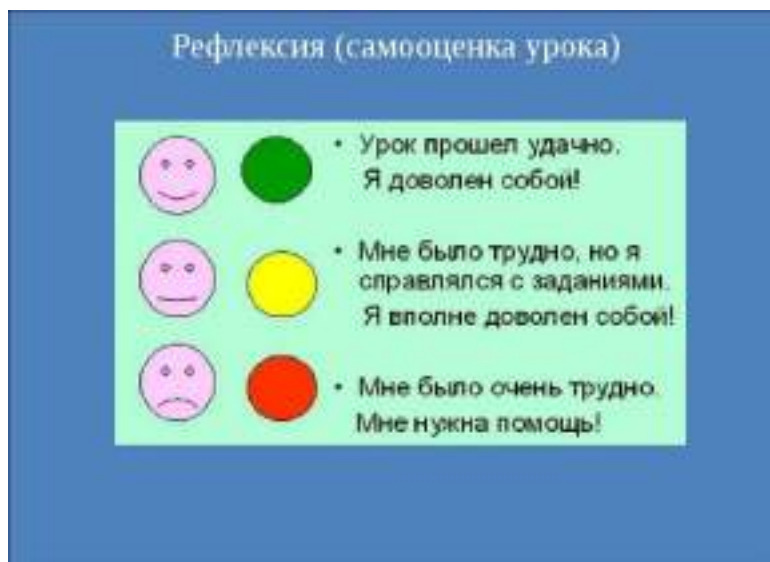 Рефлексия (самооценка урока)
• Урок прошел удачно.
Я доволен собой!
• Мне было трудно, но я
справлялся с заданиями.
Я вполне доволен собой!
• Мне было очень трудно.
Мне нужна помощь!